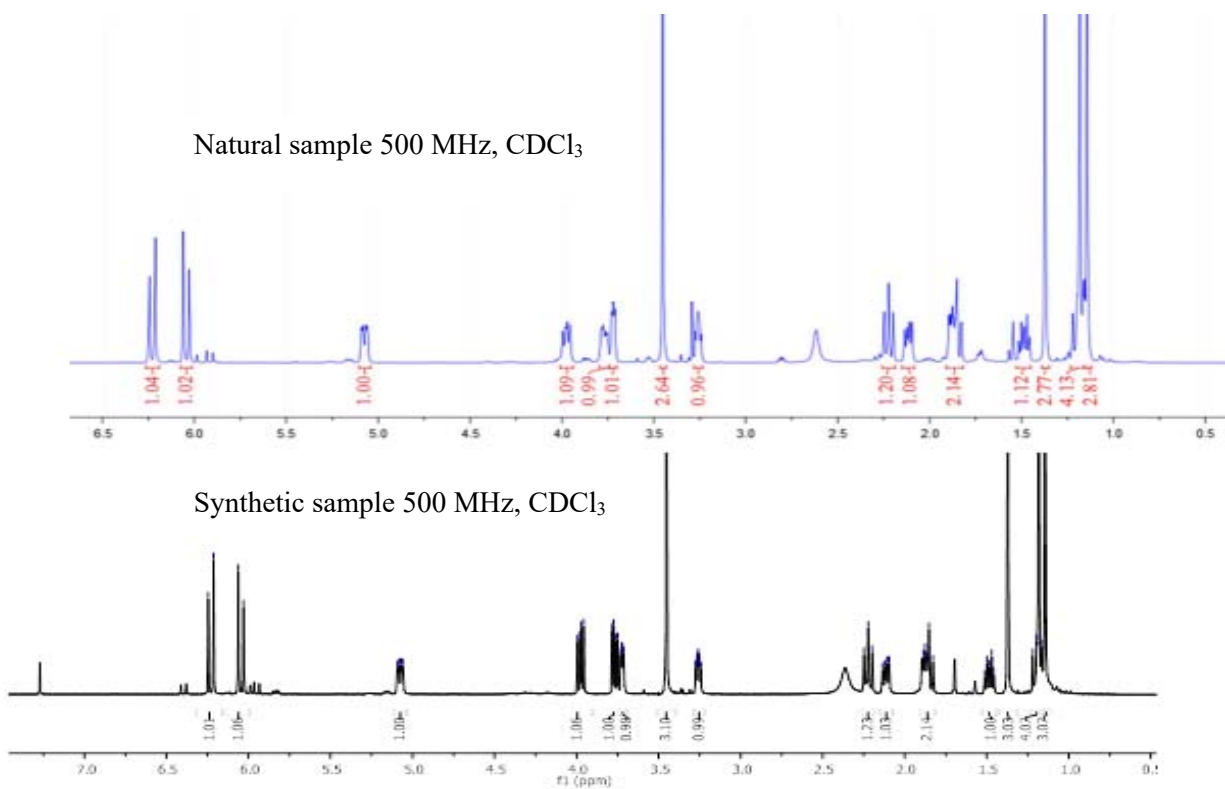 Natural sample 500 MHz, CDCl₃
1.04 1.02 1.00 1.09 0.99 1.01 2.64 0.96 1.20 1.08 2.14 1.12 2.77 4.13 2.81
6.5 6.0 5.5 5.0 4.5 4.0 3.5 3.0 2.5 2.0 1.5 1.0 0.5
Synthetic sample 500 MHz, CDCl₃
1.06 1.00 1.06 1.00 0.98 3.10 0.99 1.23 1.03 2.14 1.00 3.03 4.03 3.07
7.0 6.5 6.0 5.5 5.0 4.5 4.0 3.5 3.0 2.5 2.0 1.5 1.0
f1 (ppm)